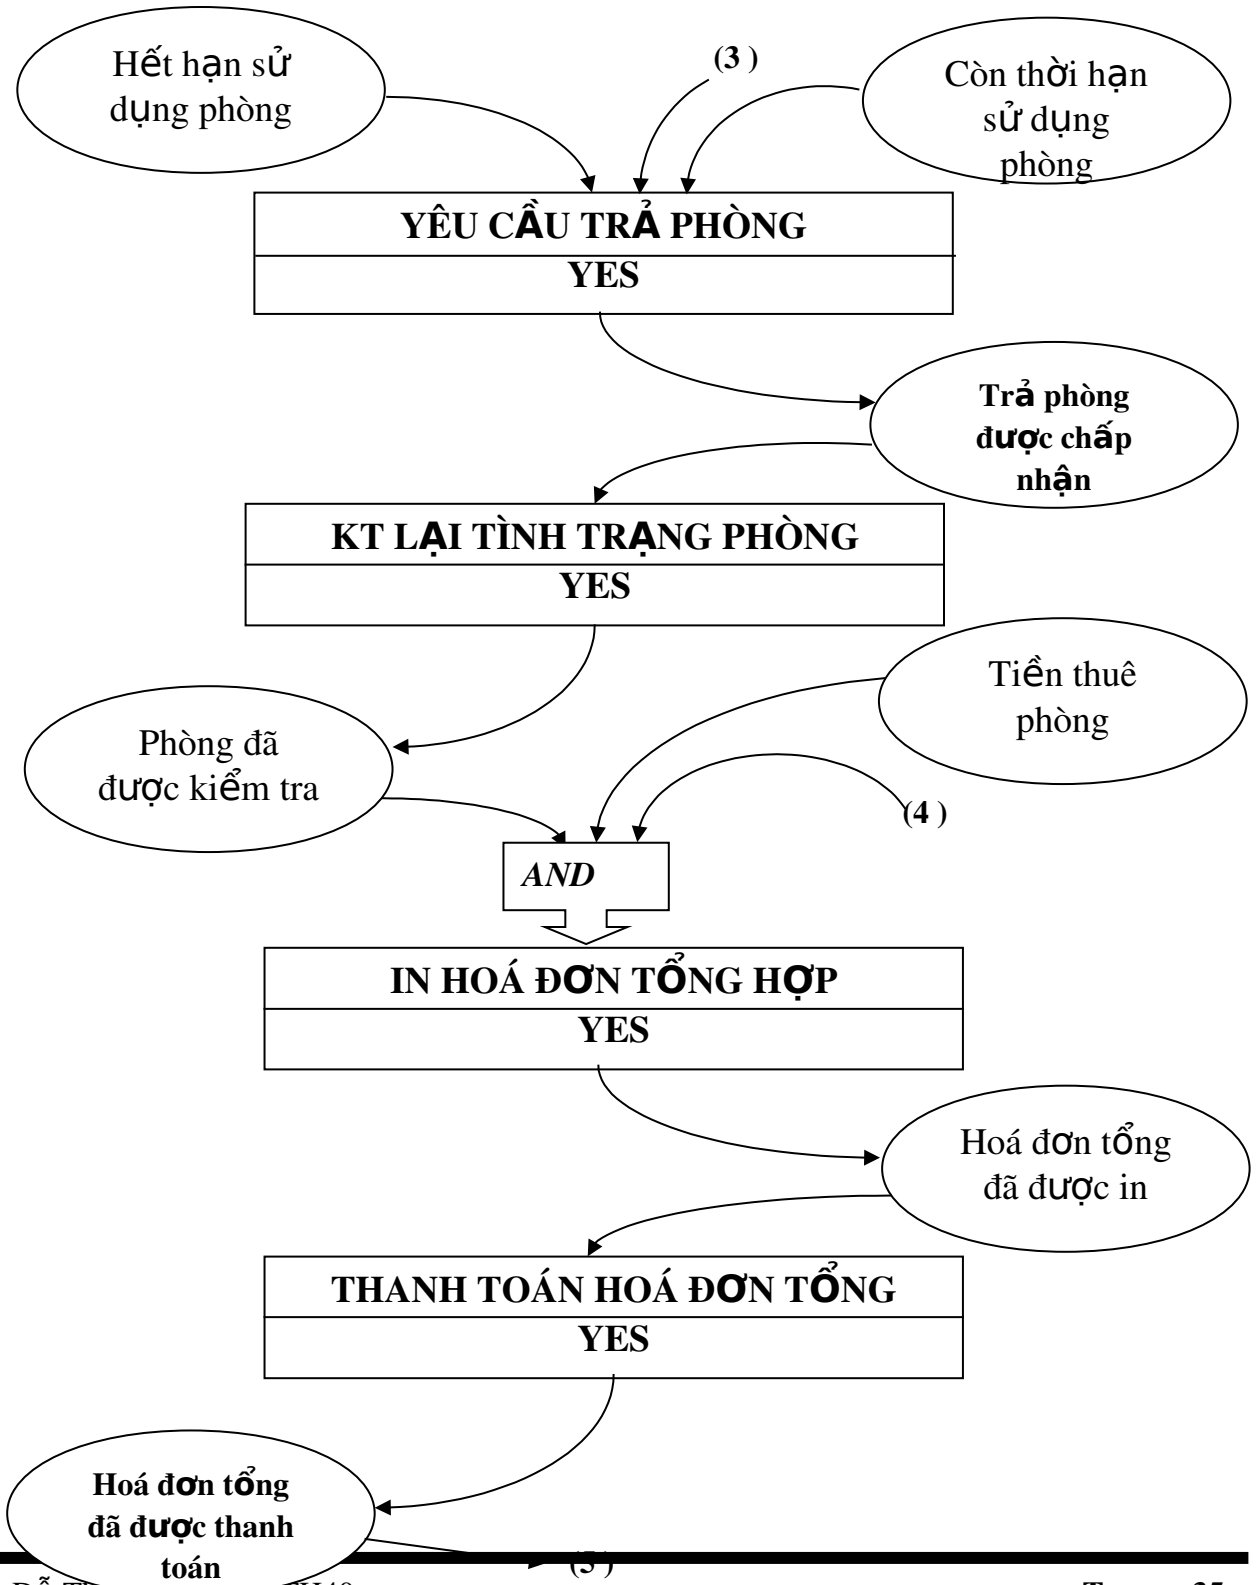 Hết hạn sử
dụng phòng
(3 )
Còn thời hạn
sử dụng
phòng
YÊU CẦU TRẢ PHÒNG
YES
Trả phòng
được chấp
nhận
KT LẠI TÌNH TRẠNG PHÒNG
YES
Tiền thuê
phòng
Phòng đã
được kiểm tra
(4 )
AND
IN HOÁ ĐƠN TỔNG HỢP
YES
Hoá đơn tổng
đã được in
THANH TOÁN HOÁ ĐƠN TỔNG
YES
Hoá đơn tổng
đã được thanh
toán